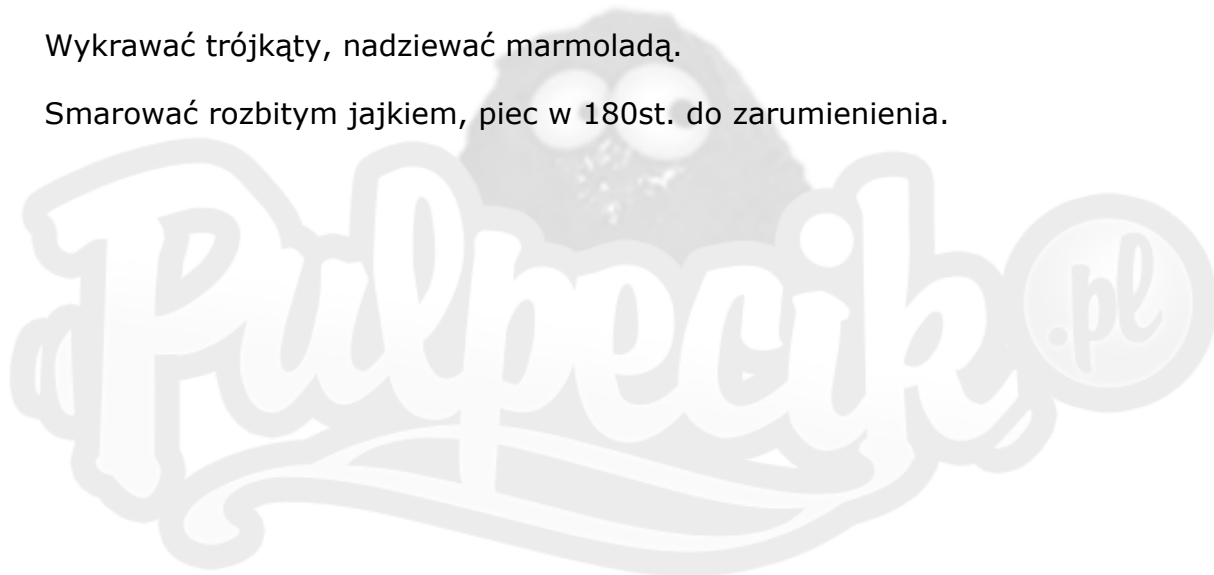 Wykrawać trójkąty, nadziewać marmoladą.
Smarować rozbitym jajkiem, piec w 180st. do zarumienienia.
Pulpecik.pl